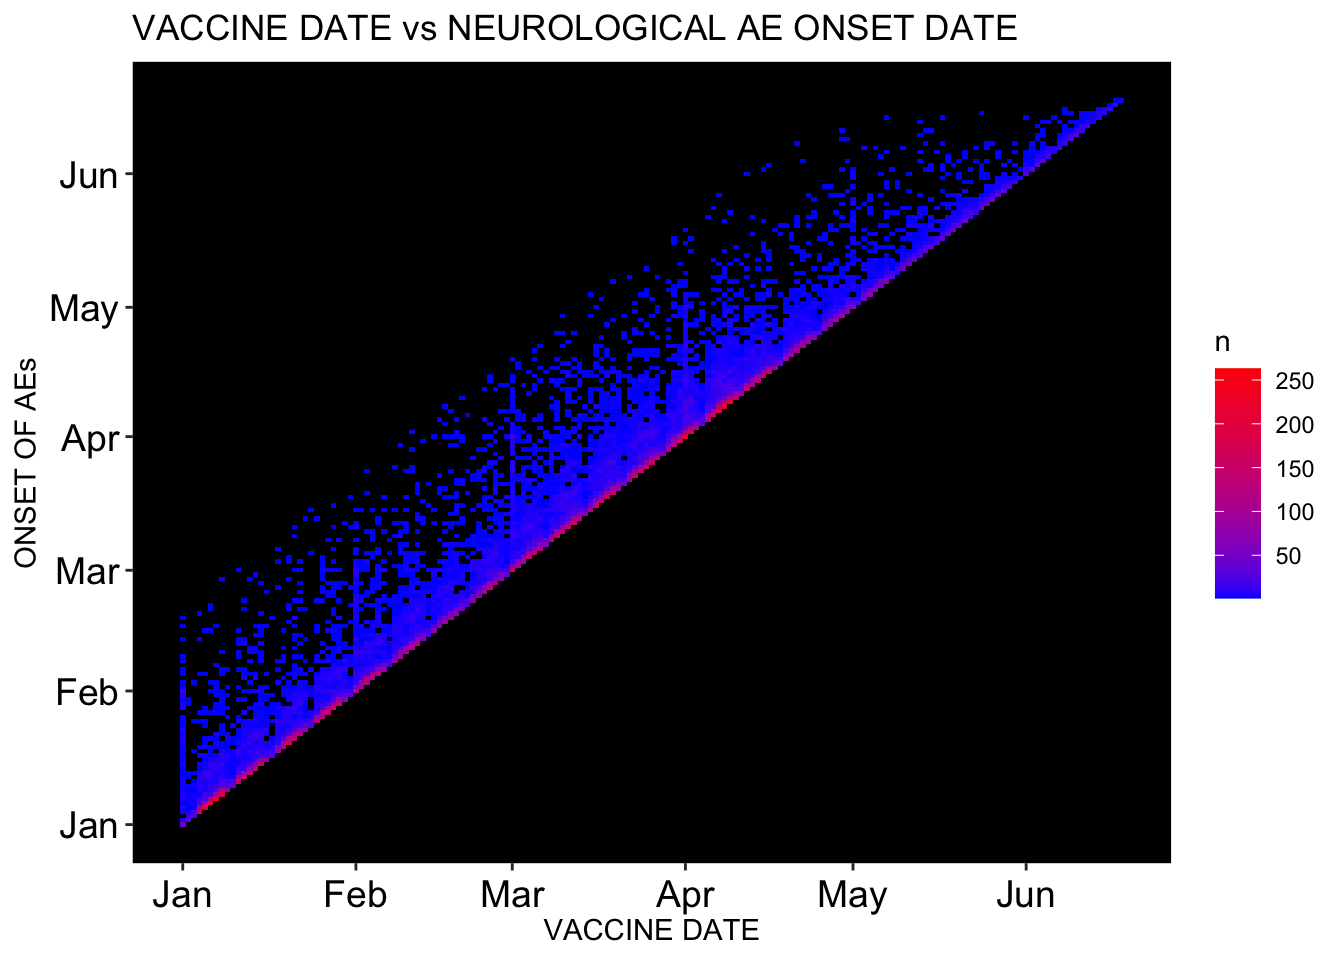 VACCINE DATE vs NEUROLOGICAL AE ONSET DATE
Jun
May
Apr
Mar
Feb
Jan
ONSET OF AEs
Jan Feb Mar Apr May Jun
VACCINE DATE
n
250
200
150
100
50